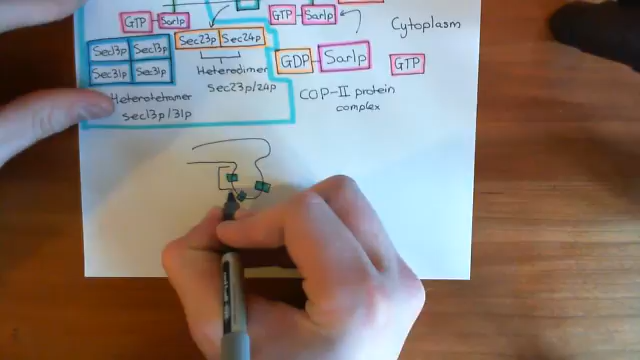 GTP Sar1p
GTP Sar1p
Cytoplasm
Sec13p Sec13p
Sec31p Sec31p
Sec23p Sec24p
Heterodimer
sec23p/24p
Heterotetramer
sec13p/31p
GDP Sar1p
GTP
COP-II protein
complex